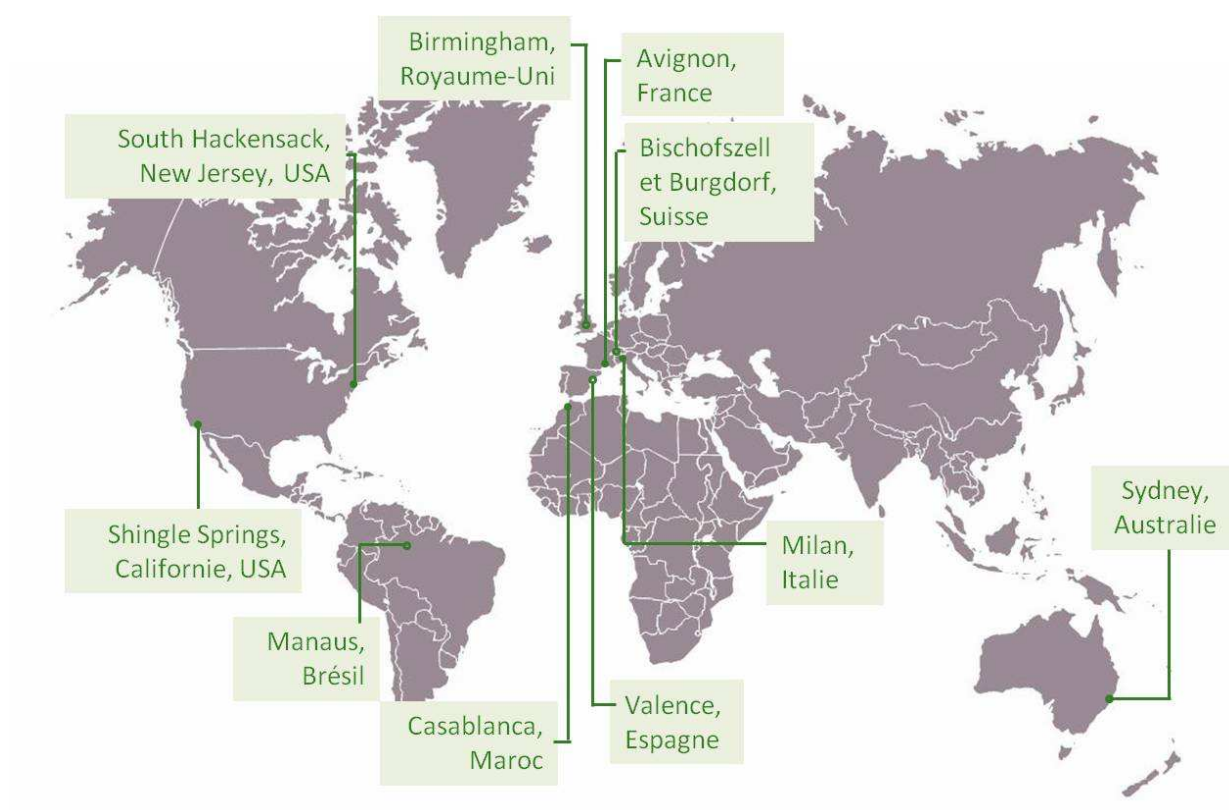 Birmingham,
Royaume-Uni
Avignon,
France
South Hackensack,
New Jersey, USA
Bischofszell
et Burgdorf,
Suisse
Sydney,
Australie
Shingle Springs,
Californie, USA
Milan,
Italie
Manaus,
Brésil
Valence,
Espagne
Casablanca,
Maroc